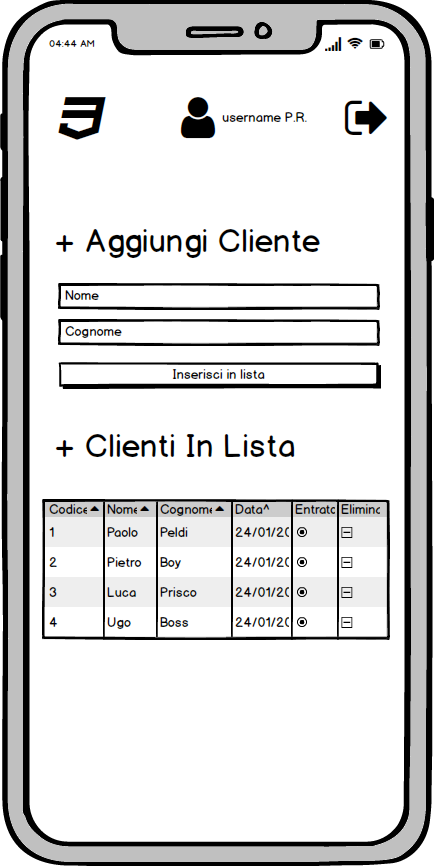 04:44 AM
username P.R.
+ Aggiungi Cliente
Nome
Cognome
Inserisci in lista
+ Clienti In Lista
Codice Nome Cognome Data^ Entrato Elimina
1 Paolo Peldi 24/01/20
2 Pietro Boy 24/01/20
3 Luca Prisco 24/01/20
4 Ugo Boss 24/01/20